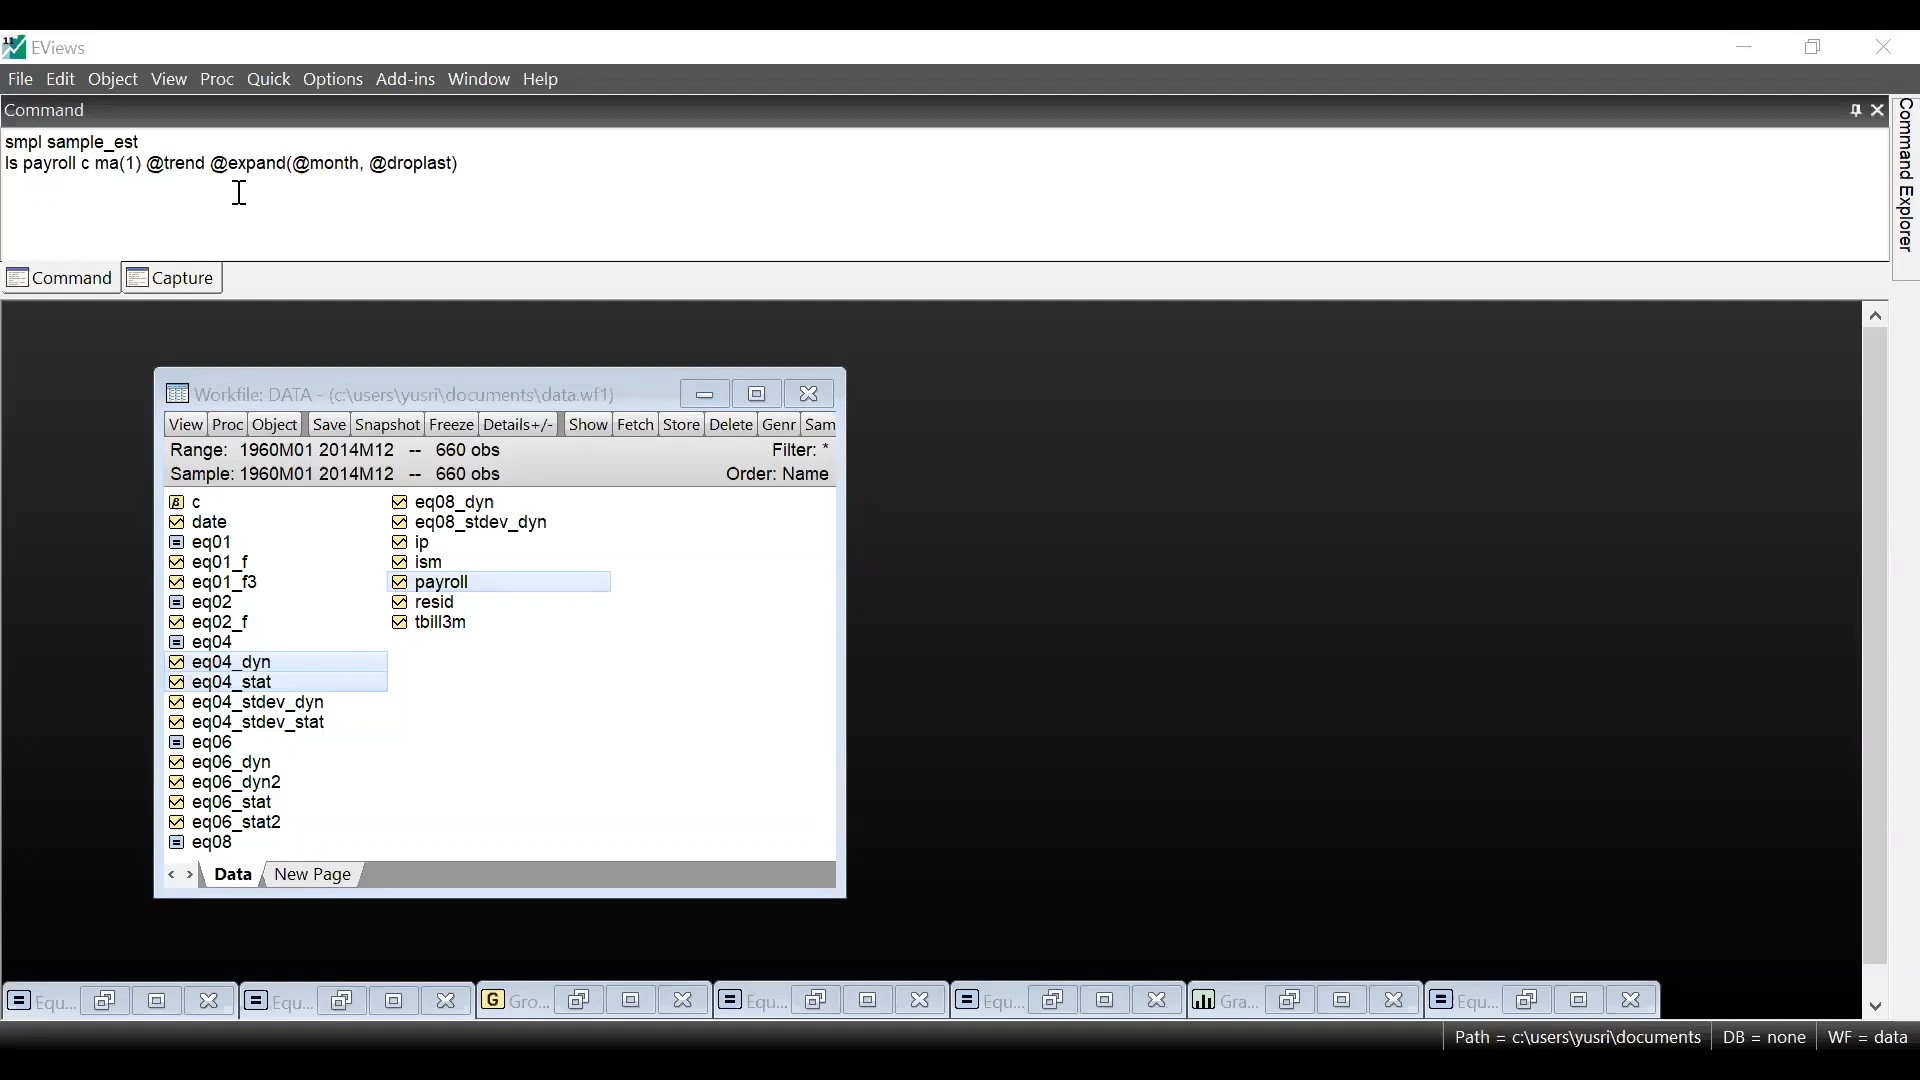 EViews
File Edit Object View Proc Quick Options Add-ins Window Help
Command
smpl sample_est
ls payroll c ma(1) @trend @expand(@month, @droplast)
Command Explorer
Command Capture
Workfile: DATA - (c:\users\yusri\documents\data.wf1)
View Proc Object Save Snapshot Freeze Details+/- Show Fetch Store Delete Genr Sam
Range: 1960M01 2014M12 -- 660 obs Filter: *
Sample: 1960M01 2014M12 -- 660 obs Order: Name
c
date
eq01
eq01_f
eq01_f3
eq02
eq02_f
eq04
eq04_dyn
eq04_stat
eq04_stdev_dyn
eq04_stdev_stat
eq06
eq06_dyn
eq06_dyn2
eq06_stat
eq06_stat2
eq08
eq08_dyn
eq08_stdev_dyn
ip
ism
payroll
resid
tbill3m
Data New Page
Equ... Equ... G Gro... Equ... Equ... Gra... Equ...
Path = c:\users\yusri\documents DB = none WF = data